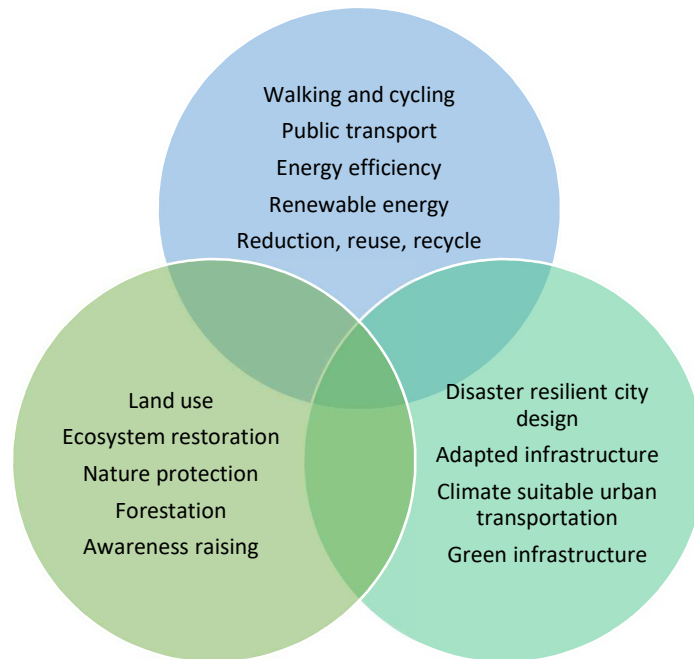 Walking and cycling
Public transport
Energy efficiency
Renewable energy
Reduction, reuse, recycle
Land use
Ecosystem restoration
Nature protection
Forestation
Awareness raising
Disaster resilient city
design
Adapted infrastructure
Climate suitable urban
transportation
Green infrastructure